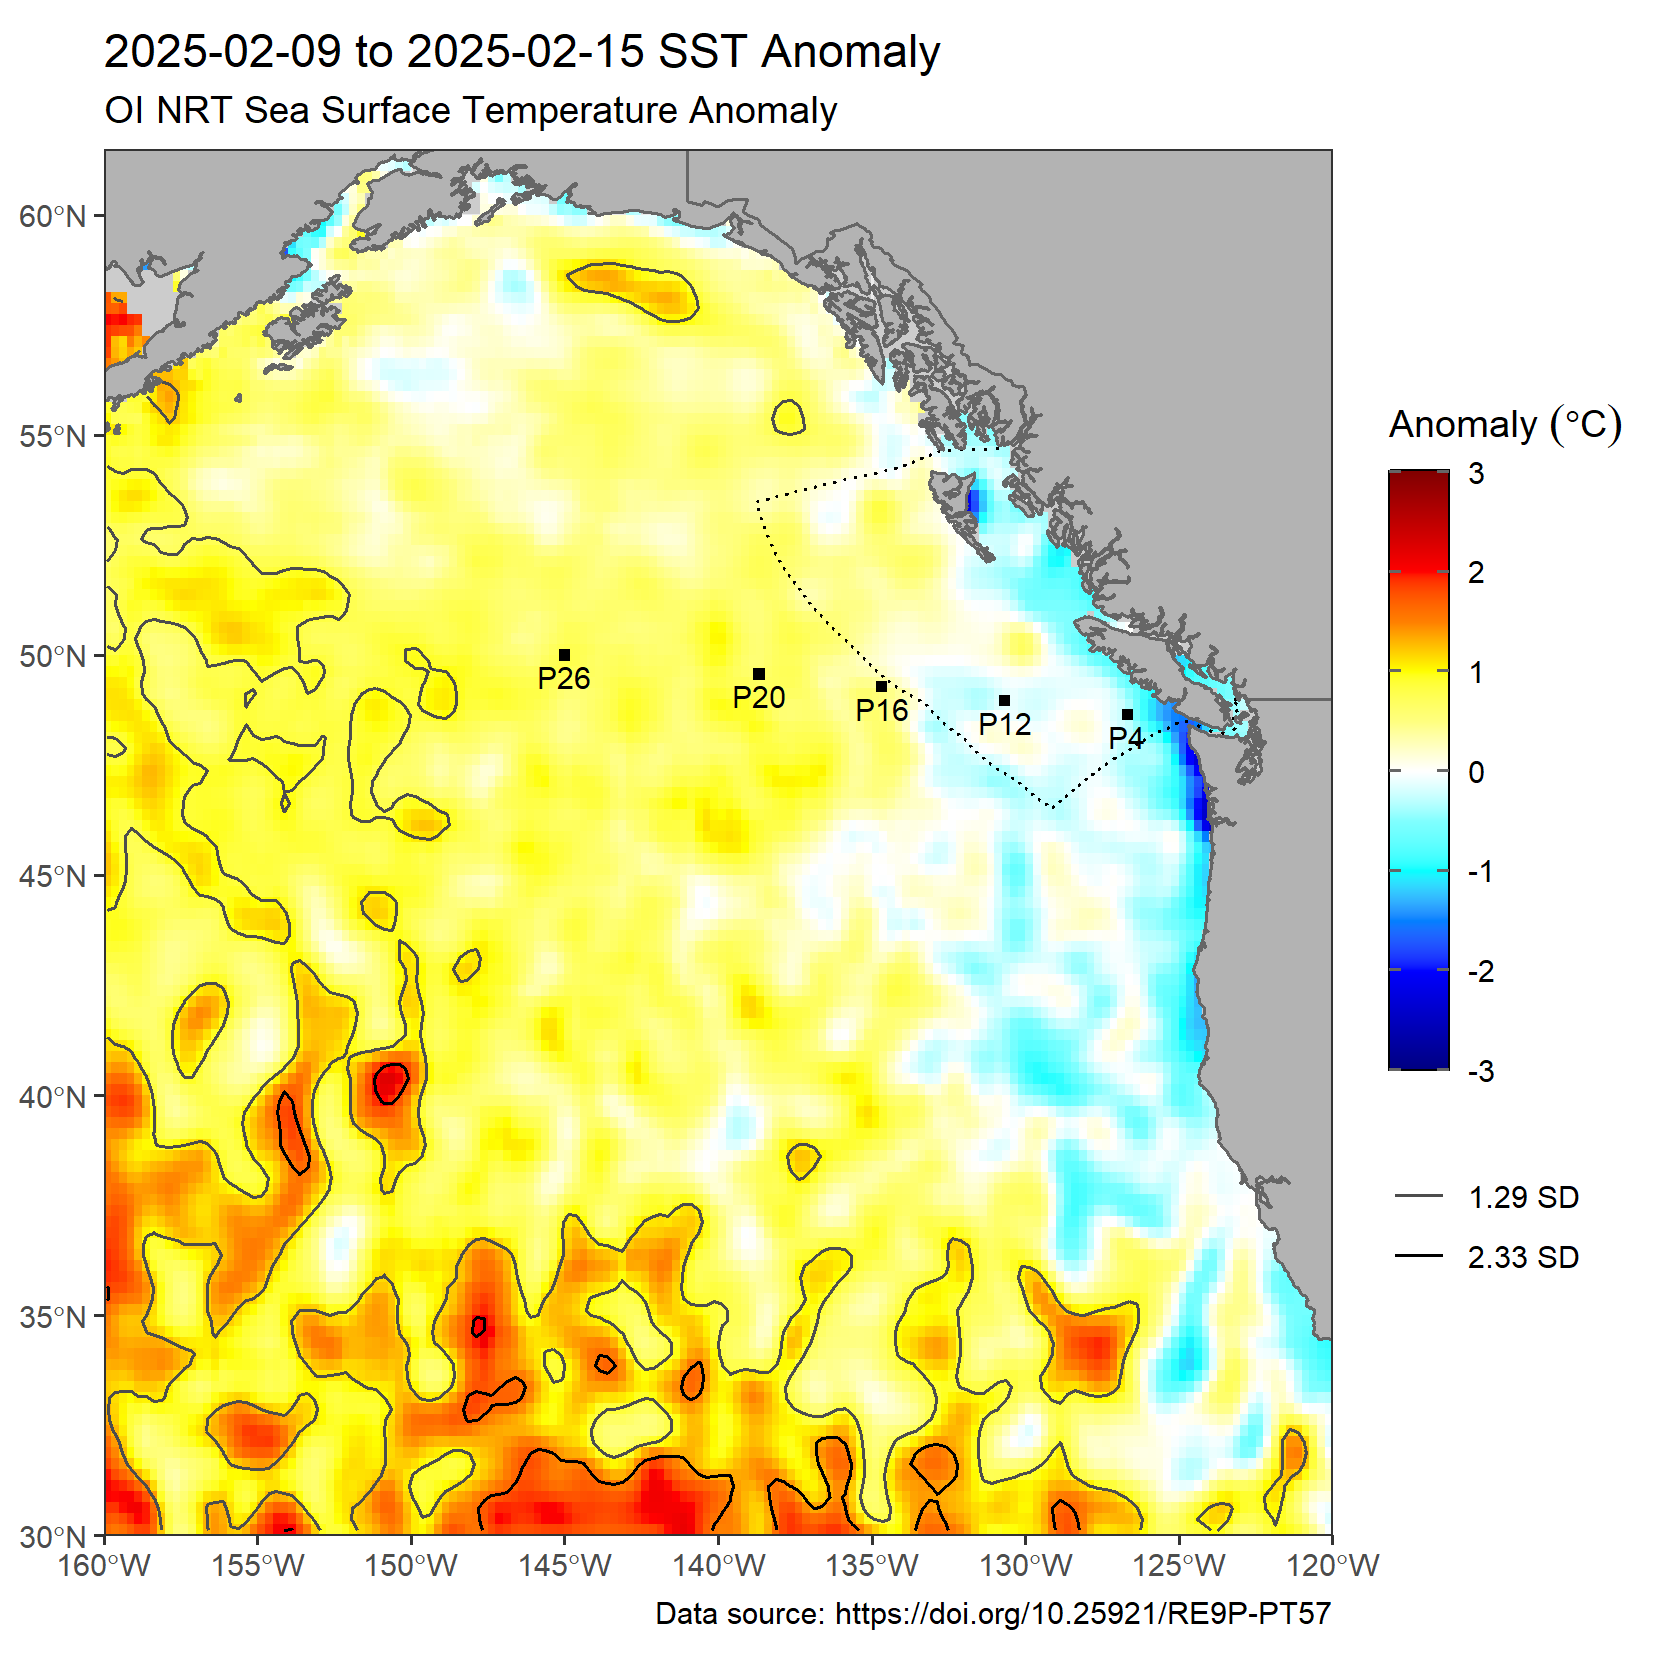 2025-02-09 to 2025-02-15 SST Anomaly
OI NRT Sea Surface Temperature Anomaly
60°N
55°N
50°N
45°N
40°N
35°N
30°N
P26
P20
P16
P12
P4
160°W
155°W
150°W
145°W
140°W
135°W
130°W
125°W
120°W
Anomaly (°C)
3
2
1
0
-1
-2
-3
1.29 SD
2.33 SD
Data source: https://doi.org/10.25921/RE9P-PT57